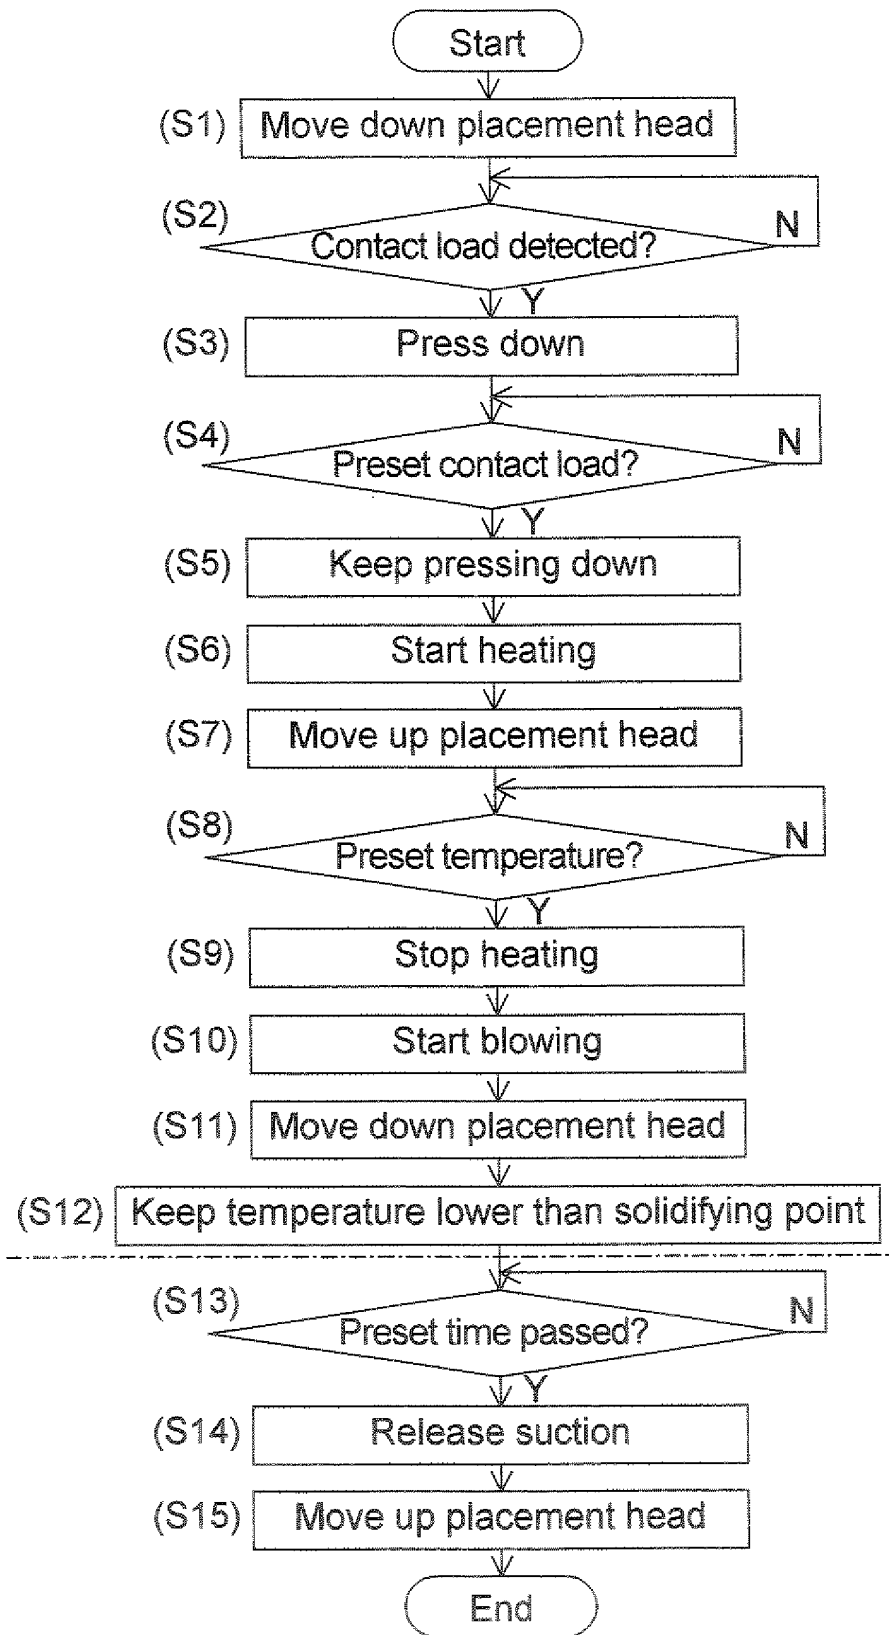 Start
(S1) Move down placement head
(S2) Contact load detected? N
Y
(S3) Press down
(S4) Preset contact load? N
Y
(S5) Keep pressing down
(S6) Start heating
(S7) Move up placement head
(S8) Preset temperature? N
Y
(S9) Stop heating
(S10) Start blowing
(S11) Move down placement head
(S12) Keep temperature lower than solidifying point
(S13) Preset time passed? N
Y
(S14) Release suction
(S15) Move up placement head
End